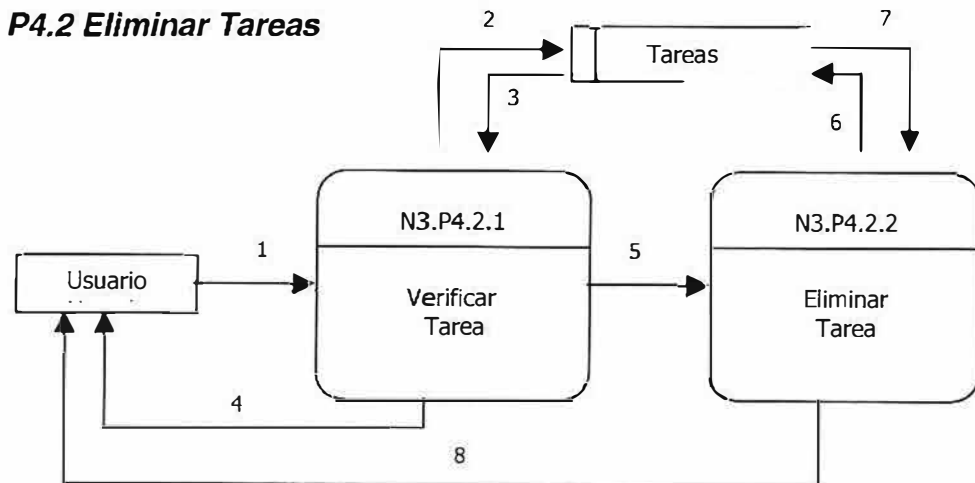 P4.2 Eliminar Tareas
2
7
Tareas
3
6
N3.P4.2.1
N3.P4.2.2
1
5
Usuario
Verificar
Tarea
Eliminar
Tarea
4
8